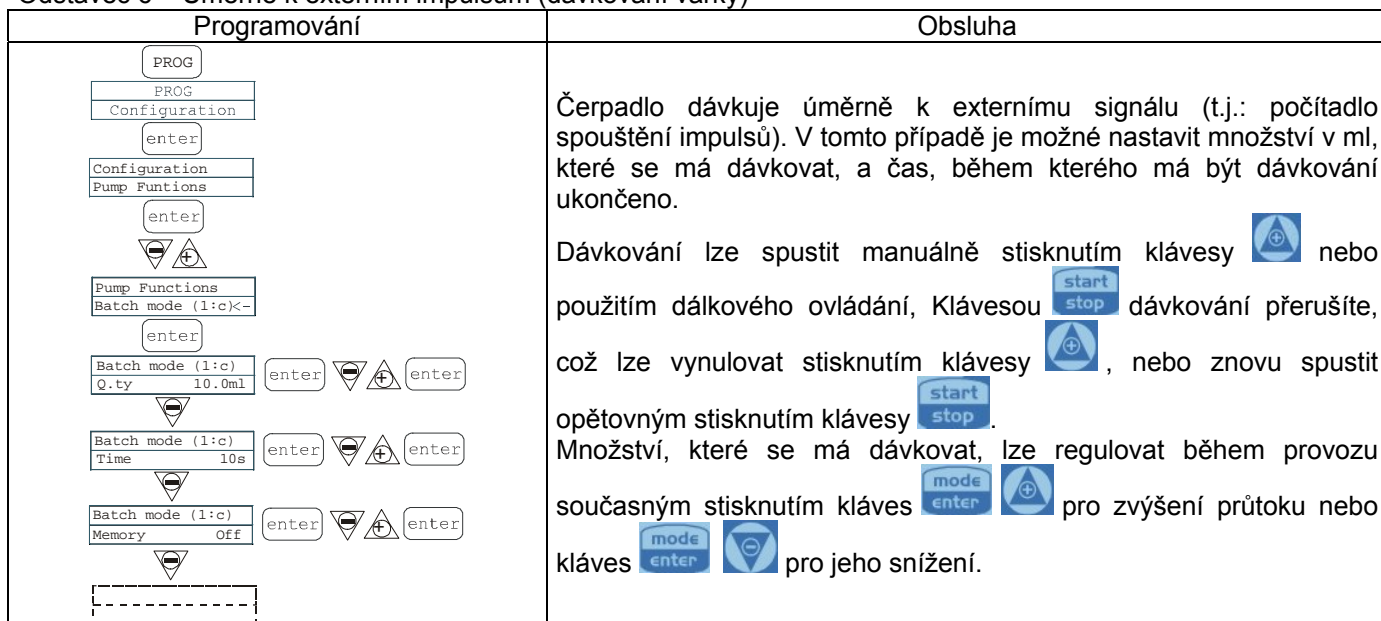 Odstavec – Úměrně k externím impulsům (dávkování várky)
Programování
Obsluha
PROG
PROG
Configuration
enter
Configuration
Pump Funtions
enter
Pump Functions
Batch mode (1:c)<-
enter
Batch mode (1:c)
Q.ty 10.0ml
enter enter
Batch mode (1:c)
Time 10s
enter enter
Batch mode (1:c)
Memory Off
enter enter
Čerpadlo dávkuje úměrně k externímu signálu (t.j.: počítadlo
spouštění impulsů). V tomto případě je možné nastavit množství v ml,
které se má dávkovat, a čas, během kterého má být dávkování
ukončeno.
Dávkování lze spustit manuálně stisknutím klávesy nebo
použitím dálkového ovládání, Klávesou start stop dávkování přerušíte,
což lze vynulovat stisknutím klávesy , nebo znovu spustit
opětovným stisknutím klávesy start stop.
Množství, které se má dávkovat, lze regulovat během provozu
současným stisknutím kláves mode enter pro zvýšení průtoku nebo
kláves mode enter pro jeho snížení.